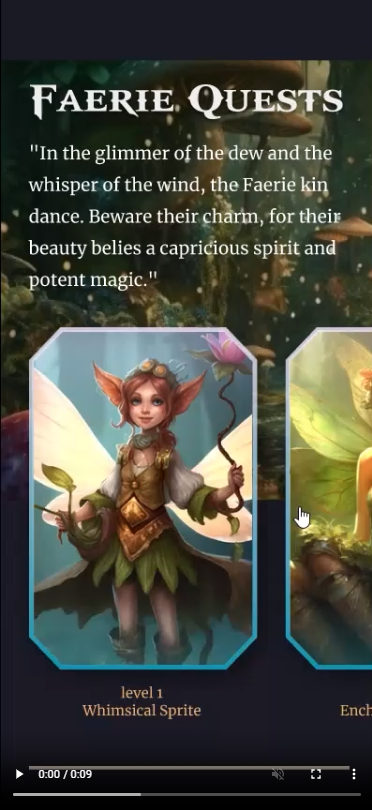 Faerie Quests
"In the glimmer of the dew and the
whisper of the wind, the Faerie kin
dance. Beware their charm, for their
beauty belies a capricious spirit and
potent magic."
level 1
Whimsical Sprite
Ench
0:00 / 0:09